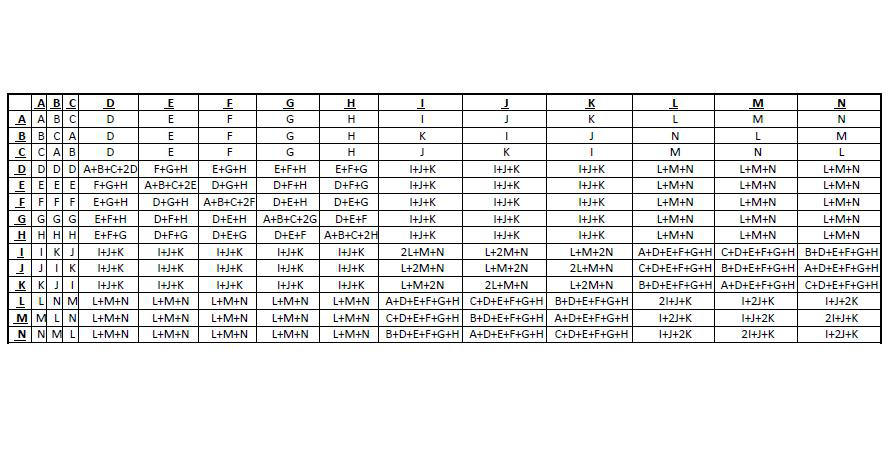 A B C D E F G H I J K L M N
A A B C D E F G H I J K L M N
B B C A D E F G H K I J N L M
C C A B D E F G H J K I M N L
D D D D A+B+C+2D F+G+H E+G+H E+F+H E+F+G I+J+K I+J+K I+J+K L+M+N L+M+N L+M+N
E E E E F+G+H A+B+C+2E D+G+H D+F+H D+F+G I+J+K I+J+K I+J+K L+M+N L+M+N L+M+N
F F F F E+G+H D+G+H A+B+C+2F D+E+H D+E+G I+J+K I+J+K I+J+K L+M+N L+M+N L+M+N
G G G G E+F+H D+F+H D+E+H A+B+C+2G D+E+F I+J+K I+J+K I+J+K L+M+N L+M+N L+M+N
H H H H E+F+G D+F+G D+E+G D+E+F A+B+C+2H I+J+K I+J+K I+J+K L+M+N L+M+N L+M+N
I I K J I+J+K I+J+K I+J+K I+J+K I+J+K 2L+M+N L+2M+N L+M+2N A+D+E+F+G+H C+D+E+F+G+H B+D+E+F+G+H
J J I K I+J+K I+J+K I+J+K I+J+K I+J+K L+2M+N L+M+2N 2L+M+N C+D+E+F+G+H B+D+E+F+G+H A+D+E+F+G+H
K K J I I+J+K I+J+K I+J+K I+J+K I+J+K L+M+2N 2L+M+N L+2M+N B+D+E+F+G+H A+D+E+F+G+H C+D+E+F+G+H
L L N M L+M+N L+M+N L+M+N L+M+N L+M+N A+D+E+F+G+H C+D+E+F+G+H B+D+E+F+G+H 2I+J+K I+2J+K I+J+2K
M M L N L+M+N L+M+N L+M+N L+M+N L+M+N C+D+E+F+G+H B+D+E+F+G+H A+D+E+F+G+H I+2J+K I+J+2K 2I+J+K
N N M L L+M+N L+M+N L+M+N L+M+N L+M+N B+D+E+F+G+H A+D+E+F+G+H C+D+E+F+G+H I+J+2K 2I+J+K I+2J+K